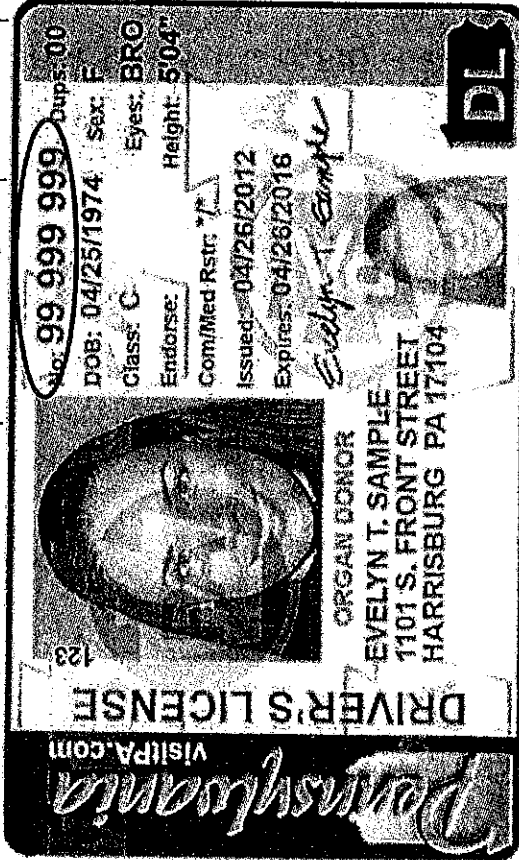 Pennsylvania
visitPA.com
DRIVER'S LICENSE
123
No: 99 999 999 Dups: 00
DOB: 04/25/1974 Sex: F
Class: C Eyes: BRO
Endorse: Height: 5'04"
Com/Med Rstr: */*
Issued: 04/26/2012
Expires: 04/26/2016
Evelyn T. Sample
ORGAN DONOR
EVELYN T. SAMPLE
1101 S. FRONT STREET
HARRISBURG PA 17104
DL